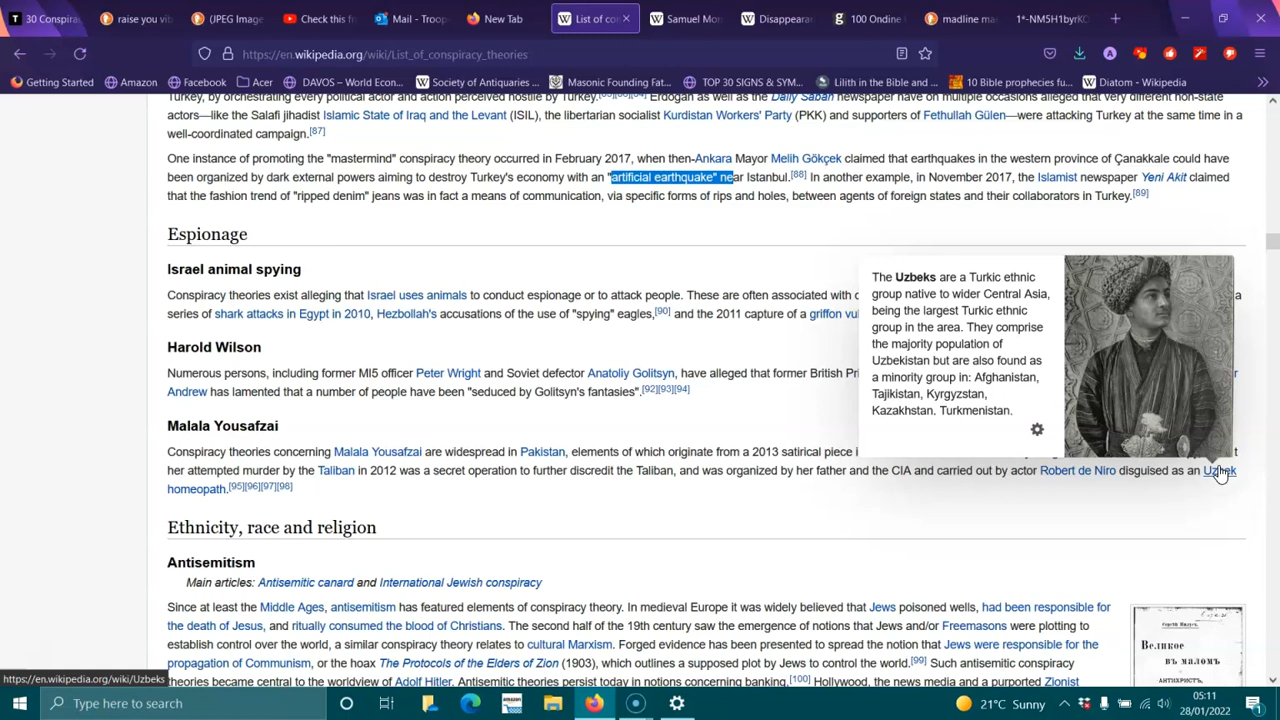 30 Conspira
raise you vib
(JPEG Image
Check this fr
Mail - Troop
New Tab
List of co
Samuel Mor
Disappearan
100 Ondine
madline ma
1*-NM5H1byrKC
https://en.wikipedia.org/wiki/List_of_conspiracy_theories
Getting Started
Amazon
Facebook
Acer
DAVOS – World Econ...
Society of Antiquaries ...
Masonic Founding Fat...
TOP 30 SIGNS & SYM...
Lilith in the Bible and ...
10 Bible prophecies fu...
Diatom - Wikipedia
Turkey, by orchestrating every political actor and action perceived hostile by Turkey. Erdoğan as well as the Daily Sabah newspaper have on multiple occasions alleged that very different non-state
actors—like the Salafi jihadist Islamic State of Iraq and the Levant (ISIL), the libertarian socialist Kurdistan Workers' Party (PKK) and supporters of Fethullah Gülen—were attacking Turkey at the same time in a
well-coordinated campaign.[87]
One instance of promoting the "mastermind" conspiracy theory occurred in February 2017, when then-Ankara Mayor Melih Gökçek claimed that earthquakes in the western province of Çanakkale could have
been organized by dark external powers aiming to destroy Turkey's economy with an "artificial earthquake" near Istanbul.[88] In another example, in November 2017, the Islamist newspaper Yeni Akit claimed
that the fashion trend of "ripped denim" jeans was in fact a means of communication, via specific forms of rips and holes, between agents of foreign states and their collaborators in Turkey.[89]
Espionage
Israel animal spying
Conspiracy theories exist alleging that Israel uses animals to conduct espionage or to attack people. These are often associated with c
series of shark attacks in Egypt in 2010, Hezbollah's accusations of the use of "spying" eagles,[90] and the 2011 capture of a griffon vu
Harold Wilson
Numerous persons, including former MI5 officer Peter Wright and Soviet defector Anatoliy Golitsyn, have alleged that former British Pri
Andrew has lamented that a number of people have been "seduced by Golitsyn's fantasies".[92][93][94]
Malala Yousafzai
Conspiracy theories concerning Malala Yousafzai are widespread in Pakistan, elements of which originate from a 2013 satirical piece i
her attempted murder by the Taliban in 2012 was a secret operation to further discredit the Taliban, and was organized by her father and the CIA and carried out by actor Robert de Niro disguised as an Uzbek
homeopath.[95][96][97][98]
The Uzbeks are a Turkic ethnic
group native to wider Central Asia,
being the largest Turkic ethnic
group in the area. They comprise
the majority population of
Uzbekistan but are also found as
a minority group in: Afghanistan,
Tajikistan, Kyrgyzstan,
Kazakhstan, Turkmenistan.
Ethnicity, race and religion
Antisemitism
Main articles: Antisemitic canard and International Jewish conspiracy
Since at least the Middle Ages, antisemitism has featured elements of conspiracy theory. In medieval Europe it was widely believed that Jews poisoned wells, had been responsible for
the death of Jesus, and ritually consumed the blood of Christians. The second half of the 19th century saw the emergence of notions that Jews and/or Freemasons were plotting to
establish control over the world, a similar conspiracy theory relates to cultural Marxism. Forged evidence has been presented to spread the notion that Jews were responsible for the
propagation of Communism, or the hoax The Protocols of the Elders of Zion (1903), which outlines a supposed plot by Jews to control the world.[99] Such antisemitic conspiracy
theories became central to the worldview of Adolf Hitler. Antisemitic theories persist today in notions concerning banking,[100] Hollywood, the news media and a purported Zionist
Великое
въ маломъ
АНТИХРИСТЪ
https://en.wikipedia.org/wiki/Uzbeks
Type here to search
amazon
21°C Sunny
05:11
28/01/2022